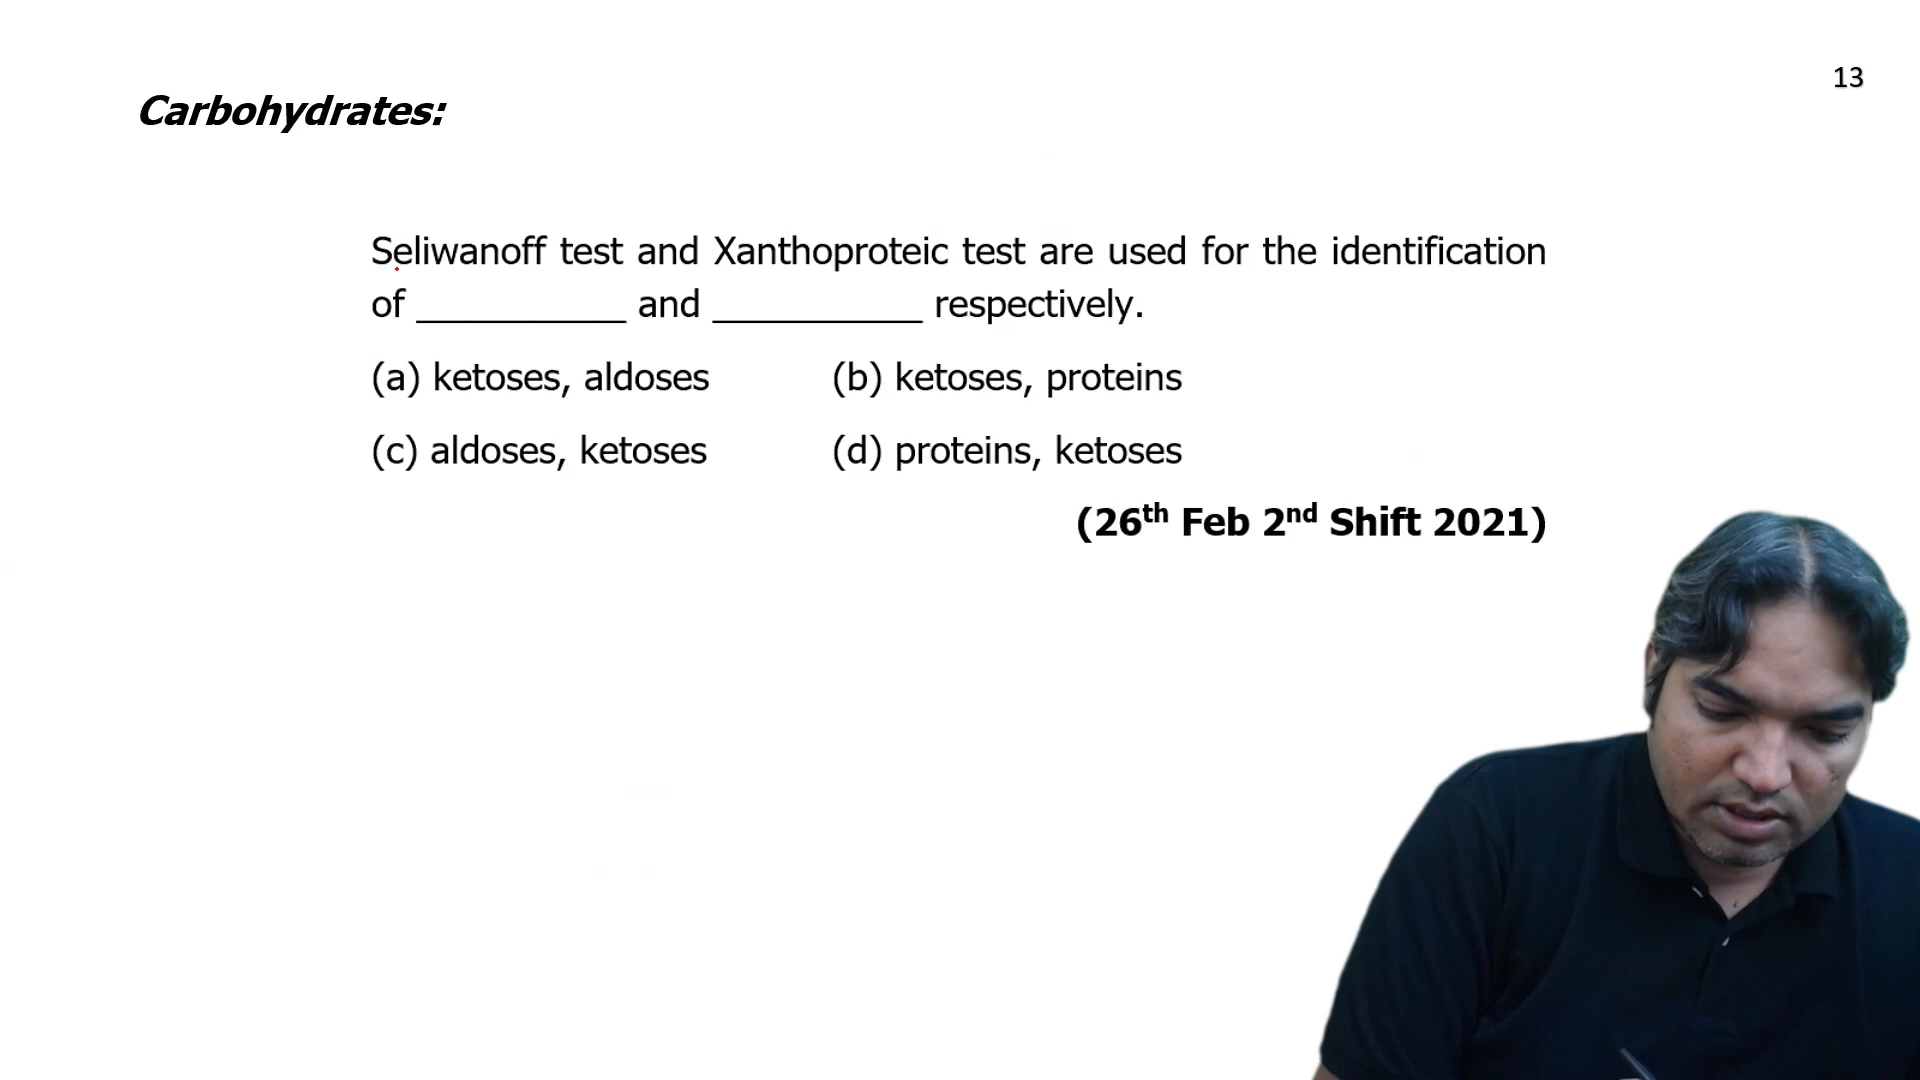 13
Carbohydrates:
Seliwanoff test and Xanthoproteic test are used for the identification
of ___________ and ___________ respectively.
(a) ketoses, aldoses (b) ketoses, proteins
(c) aldoses, ketoses (d) proteins, ketoses
(26th Feb 2nd Shift 2021)